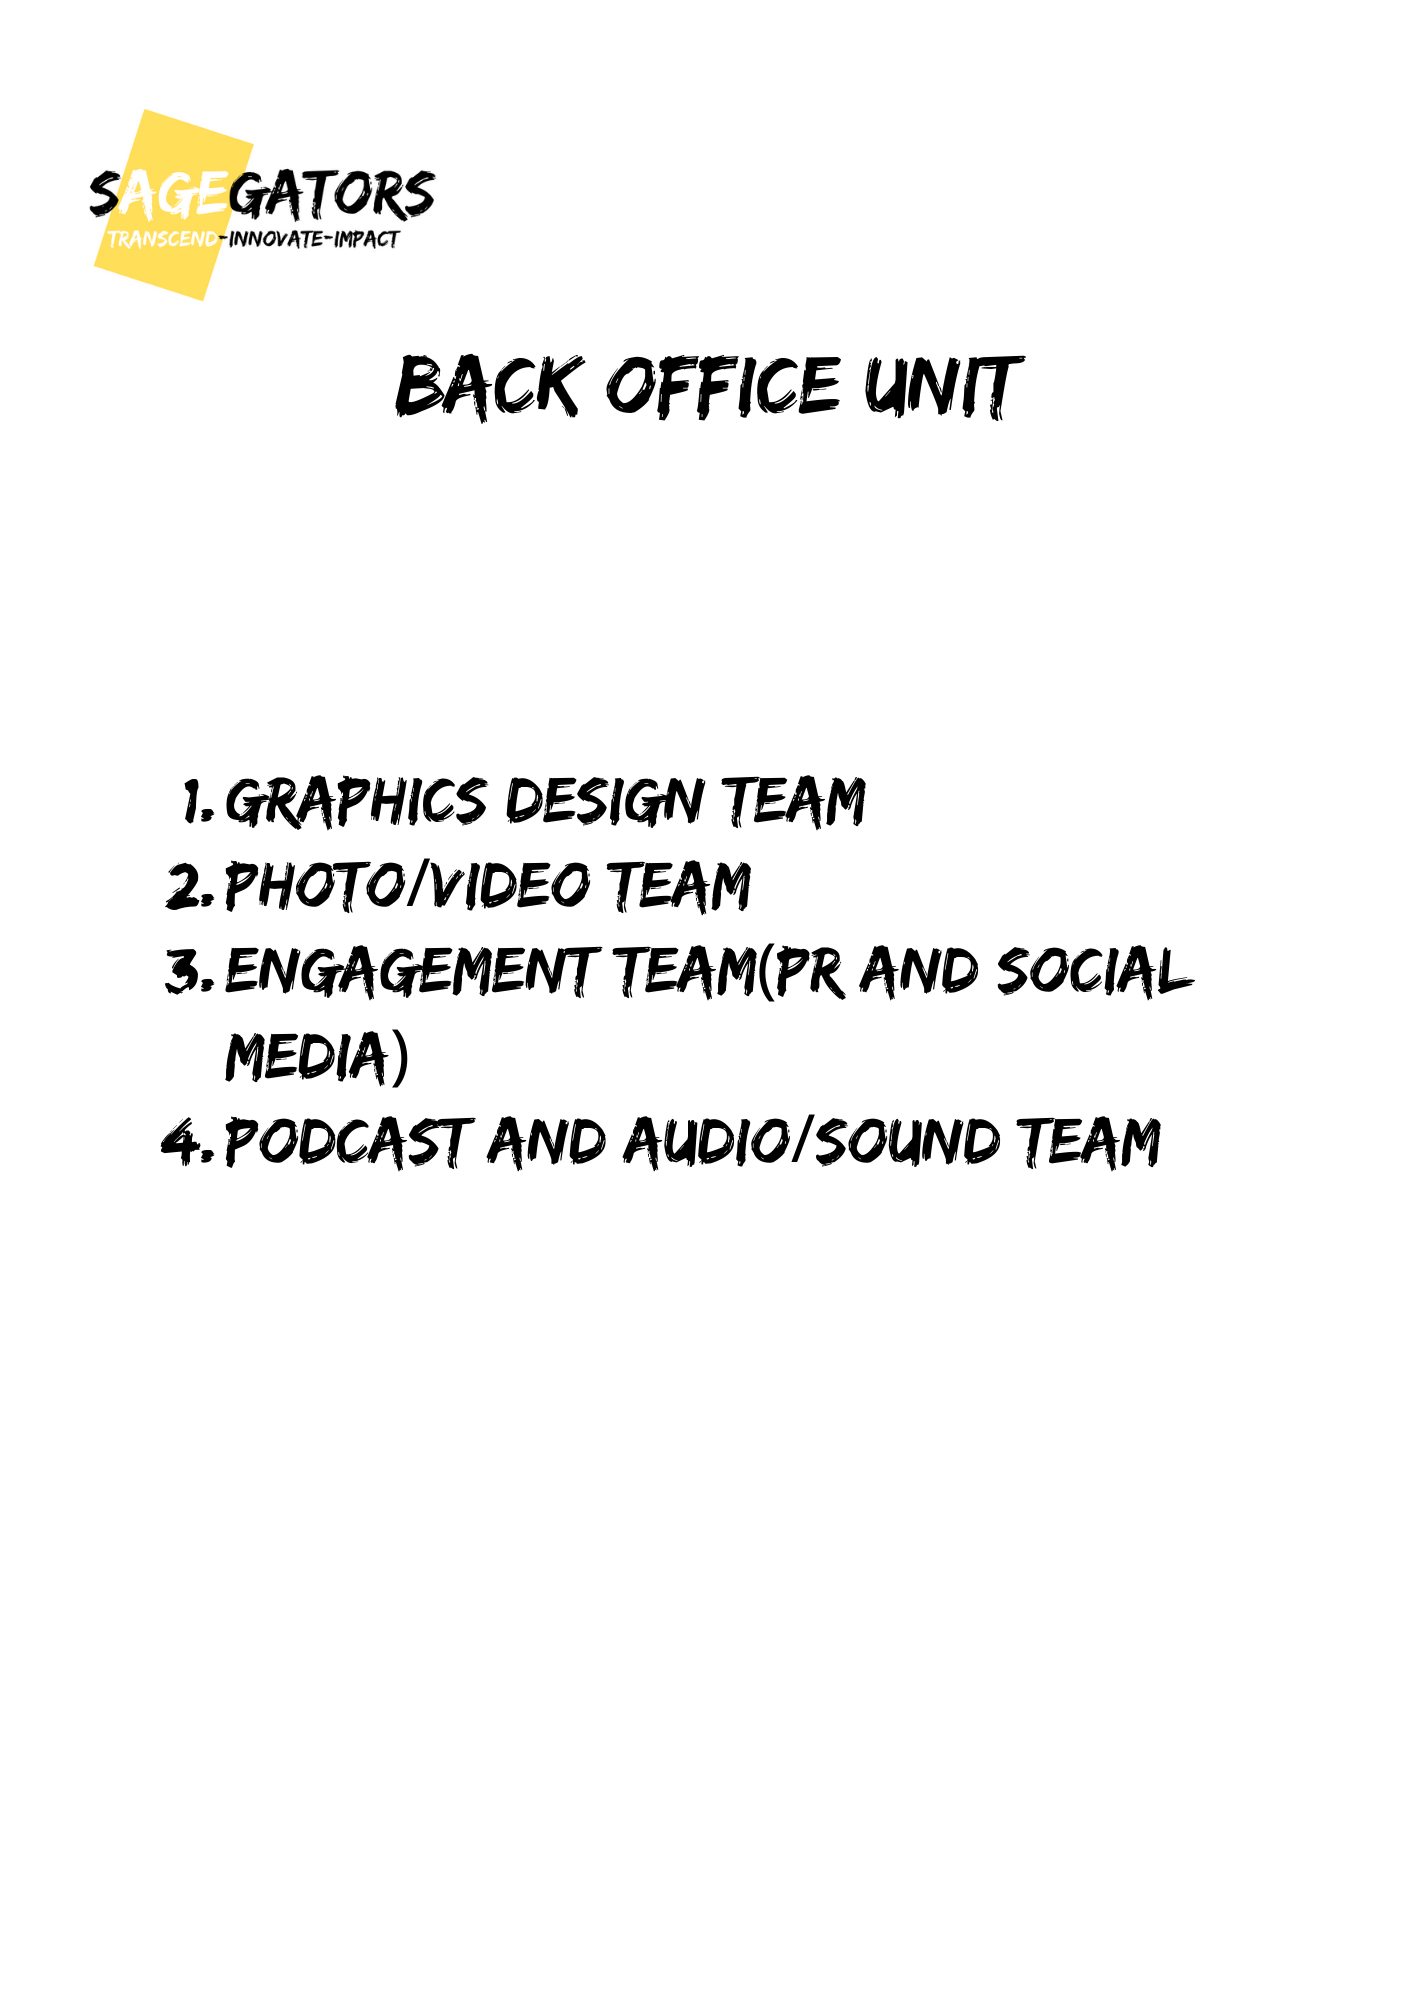 SAGEGATORS
TRANSCEND-INNOVATE-IMPACT
BACK OFFICE UNIT
1. GRAPHICS DESIGN TEAM
2. PHOTO/VIDEO TEAM
3. ENGAGEMENT TEAM(PR AND SOCIAL
MEDIA)
4. PODCAST AND AUDIO/SOUND TEAM